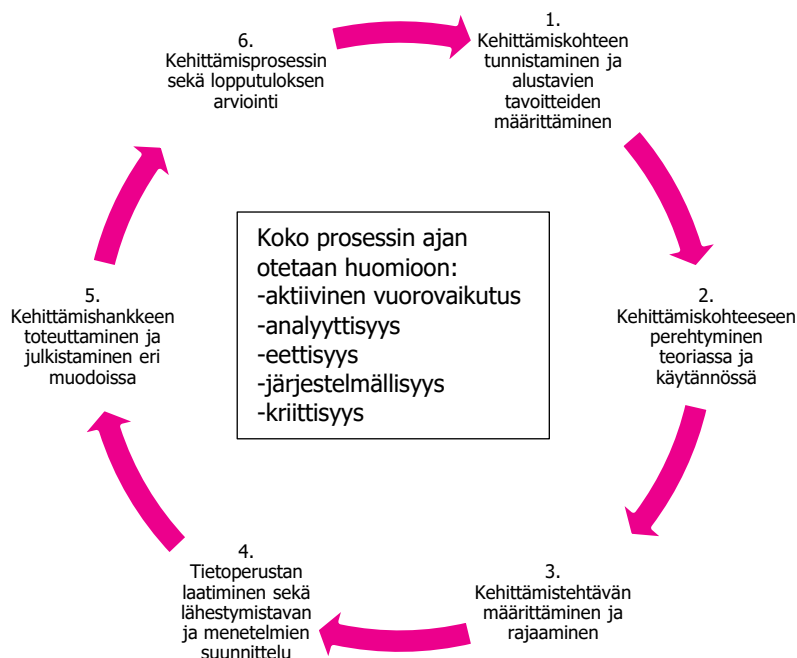 1.
Kehittämiskohteen
tunnistaminen ja
alustavien
tavoitteiden
määrittäminen
2.
Kehittämiskohteeseen
perehtyminen
teoriassa ja
käytännössä
3.
Kehittämistehtävän
määrittäminen ja
rajaaminen
4.
Tietoperustan
laatiminen sekä
lähestymistavan
ja menetelmien
suunnittelu
5.
Kehittämishankkeen
toteuttaminen ja
julkistaminen eri
muodoissa
6.
Kehittämisprosessin
sekä lopputuloksen
arviointi
Koko prosessin ajan
otetaan huomioon:
-aktiivinen vuorovaikutus
-analyyttisyys
-eettisyys
-järjestelmällisyys
-kriittisyys